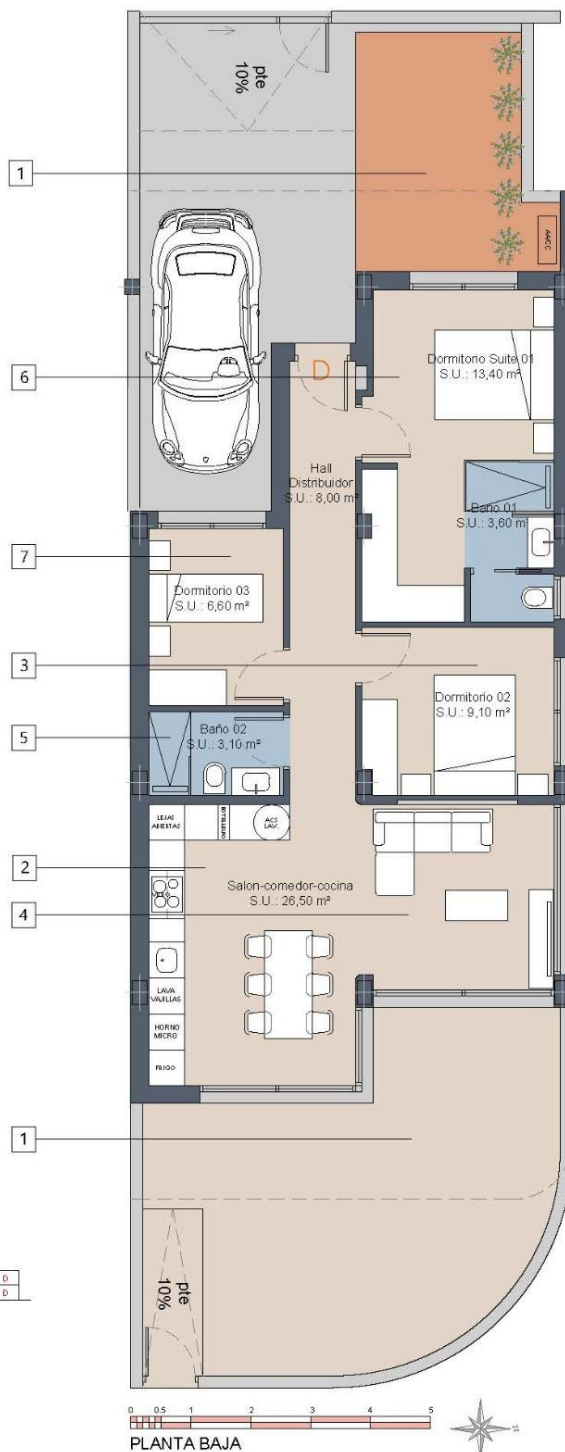 pte
10%
1
AACC
D
6
Dormitorio Suite 01
S.U.: 13,40 m²
Hall
Distribuidor
S.U.: 8,00 m²
Baño 01
S.U.: 3,60 m²
7
Dormitorio 03
S.U.: 6,60 m²
3
Dormitorio 02
S.U.: 9,10 m²
5
Baño 02
S.U.: 3,10 m²
LEJAS
ABIERTAS
BOTELLERO
ACS
LAV.
2
Salon-comedor-cocina
S.U.: 26,50 m²
4
LAVA
VAJILLAS
HORNO
MICRO
FRIGO
1
D
D
pte
10%
0 0.5 1 2 3 4 5
PLANTA BAJA